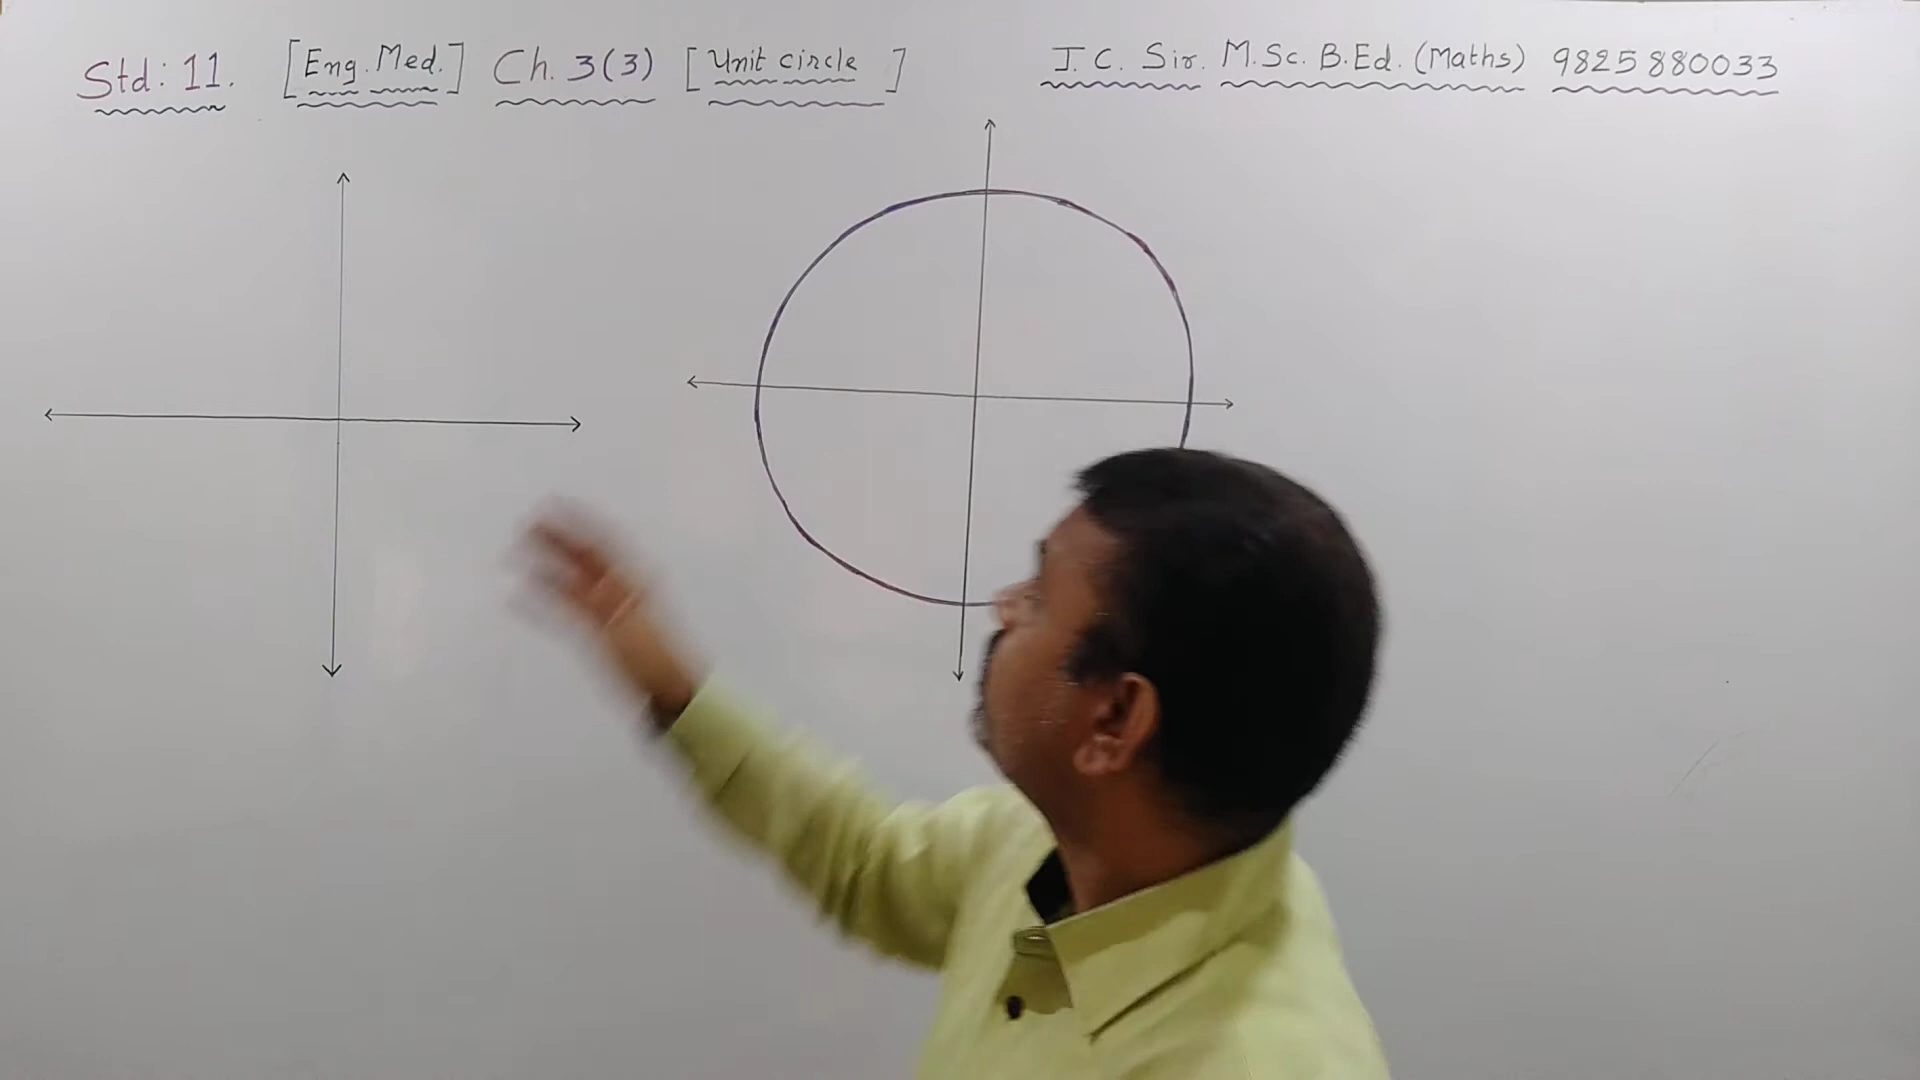 Std: 11. [Eng. Med.] Ch. 3(3) [Unit circle ] J. C. Sir. M.Sc. B.Ed. (Maths) 9825880033